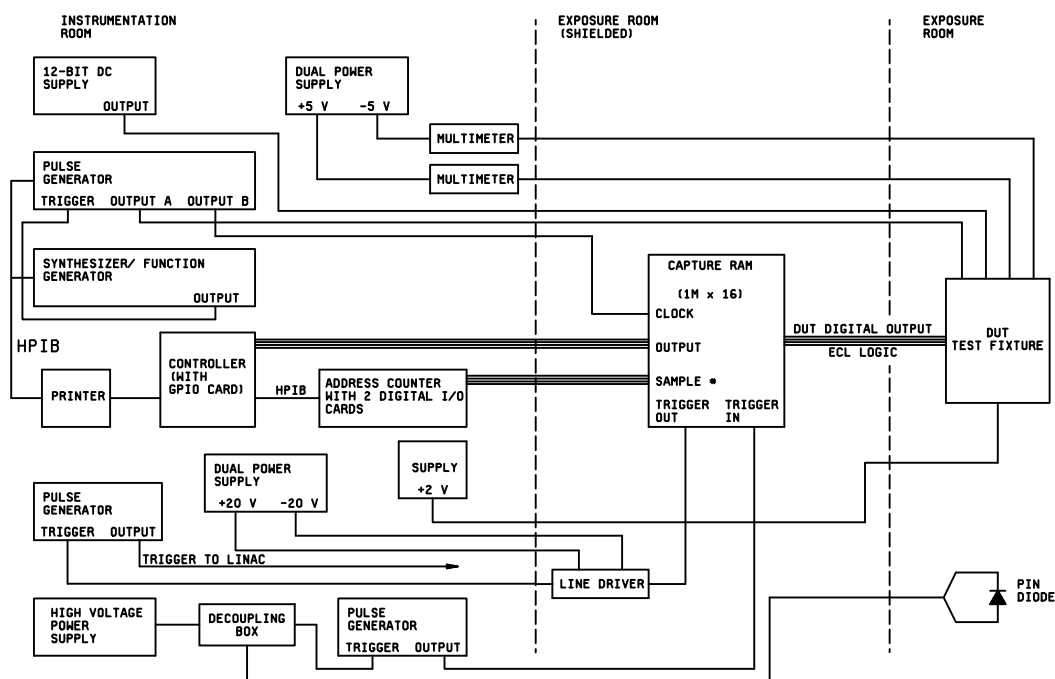 INSTRUMENTATION
ROOM
EXPOSURE ROOM
(SHIELDED)
EXPOSURE
ROOM
12-BIT DC
SUPPLY
OUTPUT
DUAL POWER
SUPPLY
+5 V -5 V
MULTIMETER
MULTIMETER
PULSE
GENERATOR
TRIGGER OUTPUT A OUTPUT B
SYNTHESIZER/ FUNCTION
GENERATOR
OUTPUT
CAPTURE RAM
(1M x 16)
CLOCK
OUTPUT
SAMPLE *
TRIGGER
OUT
TRIGGER
IN
DUT DIGITAL OUTPUT
ECL LOGIC
DUT
TEST FIXTURE
HPIB
PRINTER
CONTROLLER
(WITH
GPIO CARD)
HPIB
ADDRESS COUNTER
WITH 2 DIGITAL I/O
CARDS
DUAL POWER
SUPPLY
+20 V -20 V
SUPPLY
+2 V
PULSE
GENERATOR
TRIGGER OUTPUT
TRIGGER TO LINAC
LINE DRIVER
PIN
DIODE
HIGH VOLTAGE
POWER
SUPPLY
DECOUPLING
BOX
PULSE
GENERATOR
TRIGGER OUTPUT